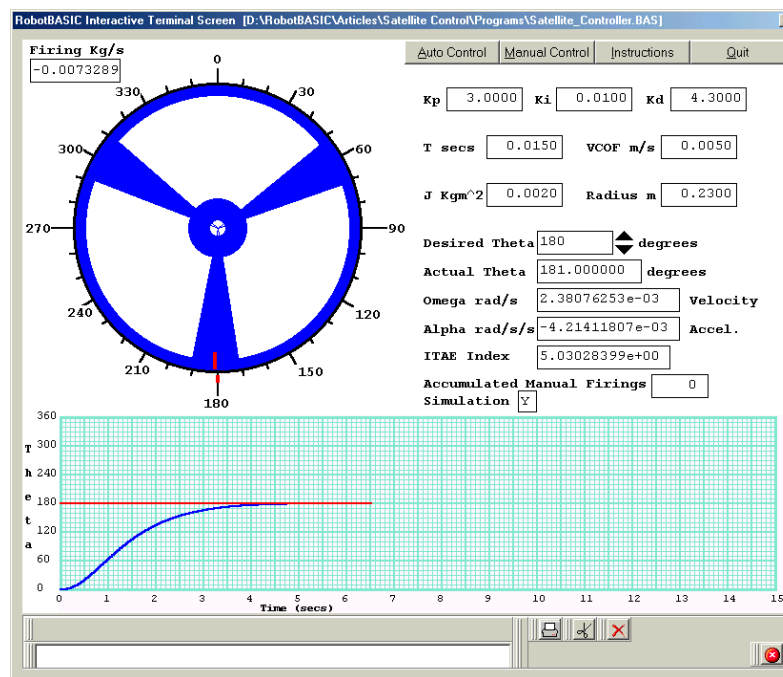 RobotBASIC Interactive Terminal Screen [D:\RobotBASIC\Articles\Satellite Control\Programs\Satellite_Controller.BAS]
Firing Kg/s
-0.0073289
Auto Control Manual Control Instructions Quit
0
30
60
90
120
150
180
210
240
270
300
330
Kp 3.0000 Ki 0.0100 Kd 4.3000
T secs 0.0150 VCOF m/s 0.0050
J Kgm^2 0.0020 Radius m 0.2300
Desired Theta 180 degrees
Actual Theta 181.000000 degrees
Omega rad/s 2.38076253e-03 Velocity
Alpha rad/s/s -4.21411807e-03 Accel.
ITAE Index 5.03028399e+00
Accumulated Manual Firings 0
Simulation Y
Theta
360
300
240
180
120
60
0
0 1 2 3 4 5 6 7 8 9 10 11 12 13 14 15
Time (secs)